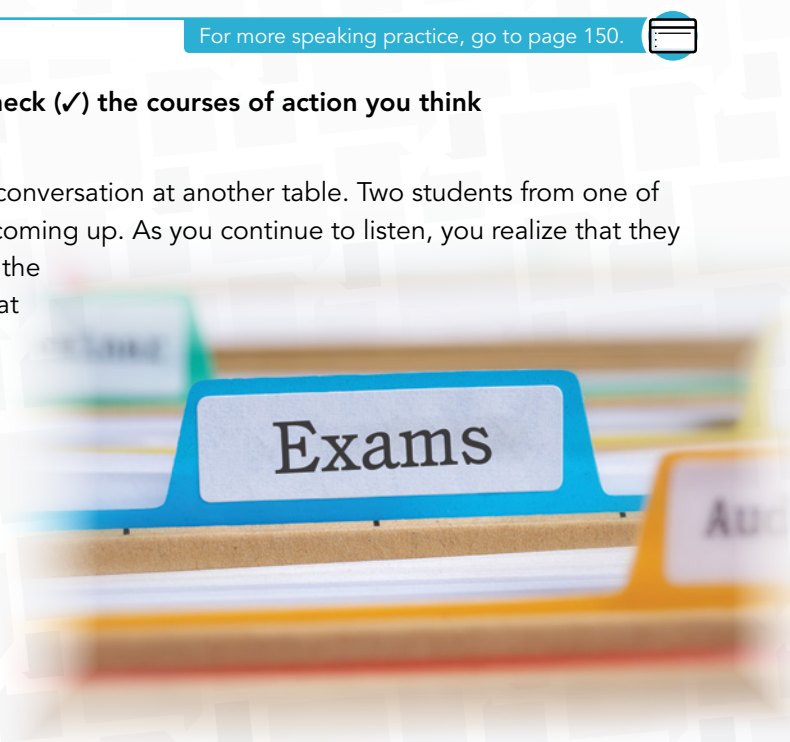 For more speaking practice, go to page 150.
heck (✓) the courses of action you think
conversation at another table. Two students from one of
coming up. As you continue to listen, you realize that they
the
at
Exams